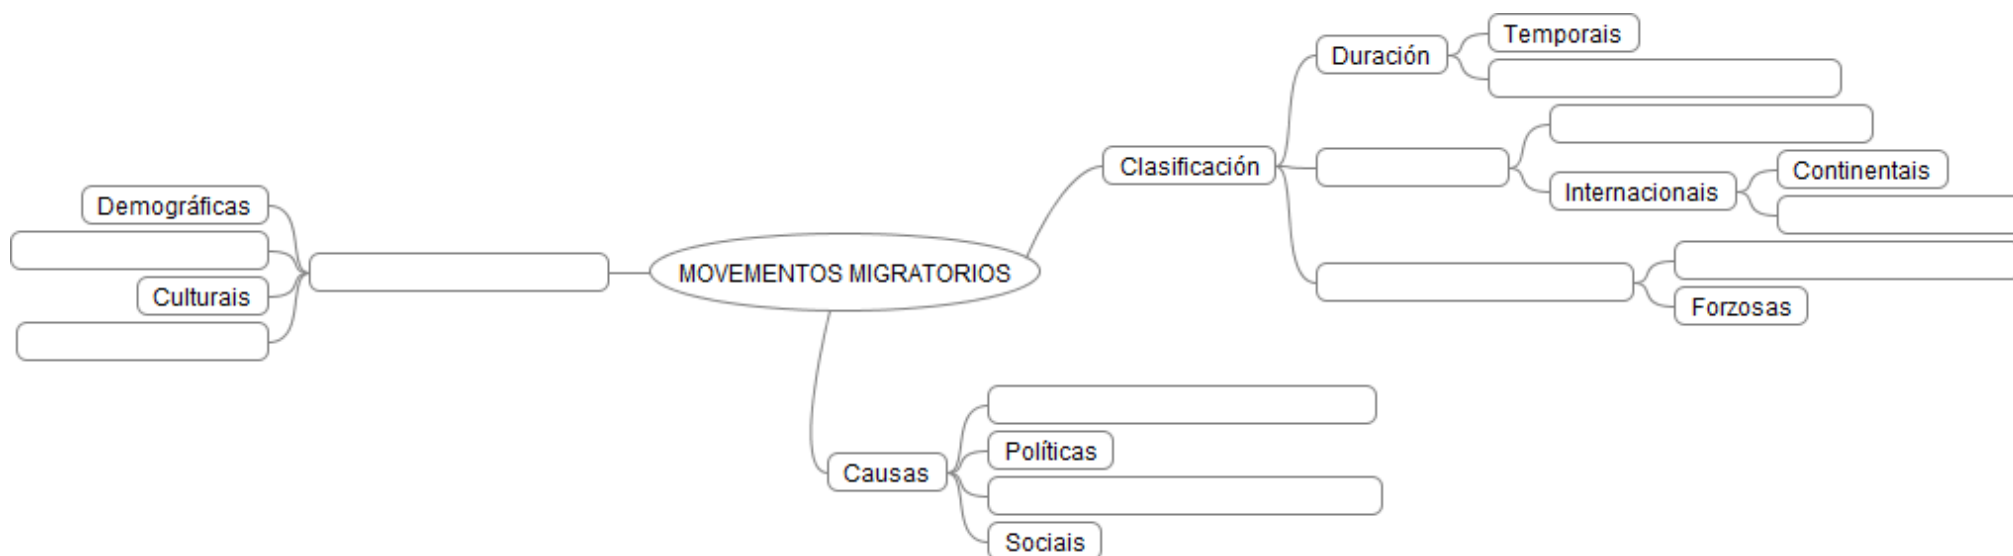 Temporais
Duración
Clasificación
Continentais
Internacionais
Demográficas
MOVEMENTOS MIGRATORIOS
Culturais
Forzosas
Políticas
Causas
Sociais